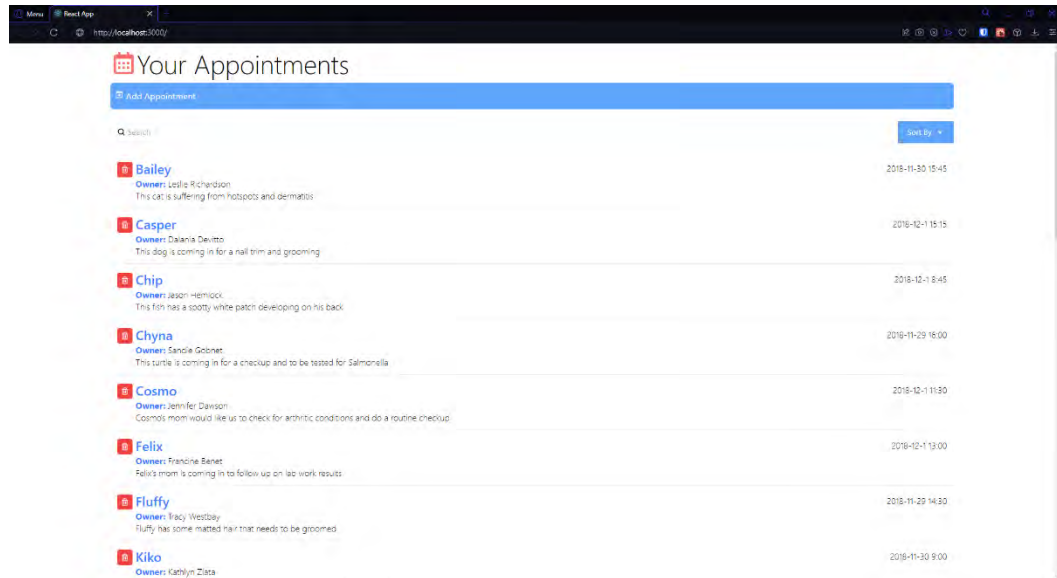 Menu React App
http://localhost:3000/
Your Appointments
Add Appointment
Search Sort By
Bailey 2018-11-30 15:45
Owner: Leslie Richardson
This cat is suffering from hotspots and dermatitis
Casper 2018-12-1 15:15
Owner: Dalania Devitto
This dog is coming in for a nail trim and grooming
Chip 2018-12-1 8:45
Owner: Jason Hemlock
This fish has a spotty white patch developing on his back
Chyna 2018-11-29 16:00
Owner: Sandie Gobnet
This turtle is coming in for a checkup and to be tested for Salmonella
Cosmo 2018-12-1 11:30
Owner: Jennifer Dawson
Cosmo's mom would like us to check for arthritic conditions and do a routine checkup
Felix 2018-12-1 13:00
Owner: Francine Benet
Felix's mom is coming in to follow up on lab work results
Fluffy 2018-11-29 14:30
Owner: Tracy Westbay
Fluffy has some matted hair that needs to be groomed
Kiko 2018-11-30 9:00
Owner: Kathlyn Ziata